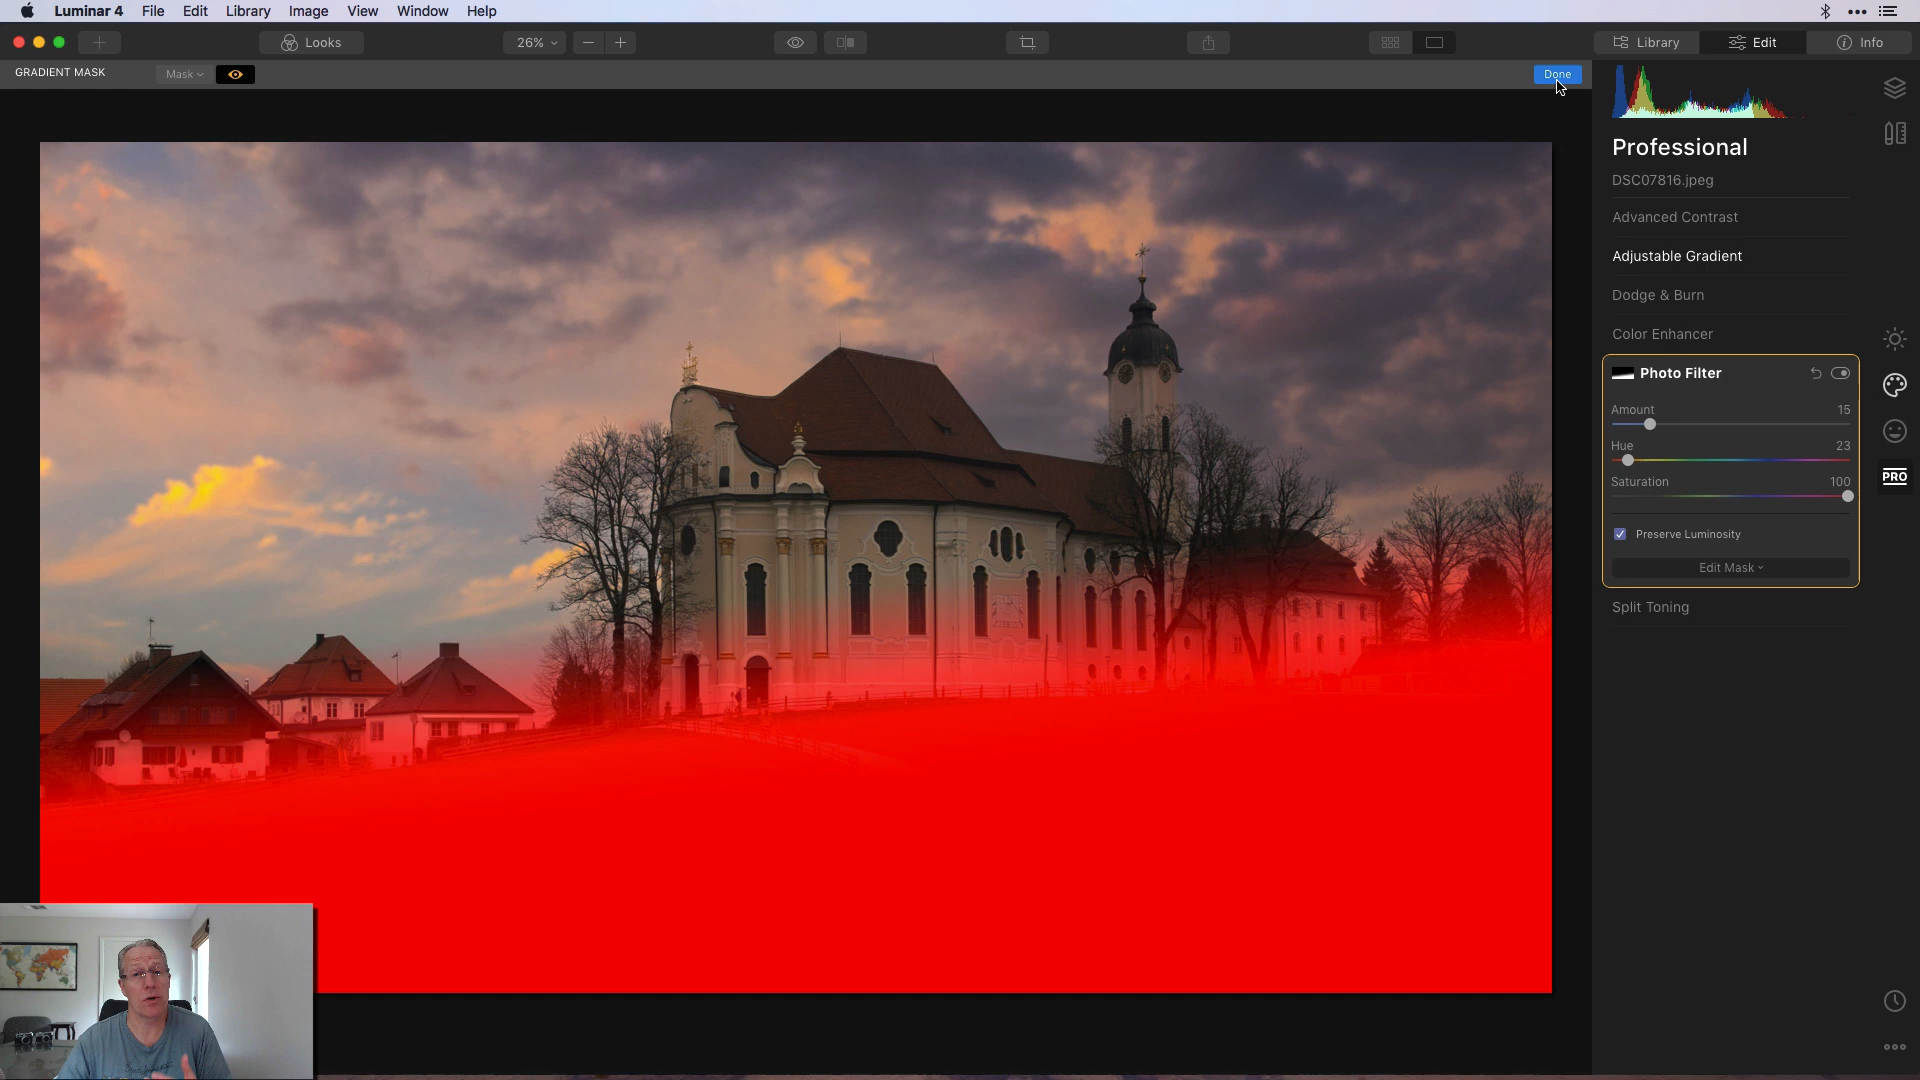 Luminar 4 File Edit Library Image View Window Help
Looks 26% Library Edit Info
GRADIENT MASK Mask Done
Professional
DSC07816.jpeg
Advanced Contrast
Adjustable Gradient
Dodge & Burn
Color Enhancer
Photo Filter
Amount 15
Hue 23
Saturation 100
PRO
Preserve Luminosity
Edit Mask
Split Toning